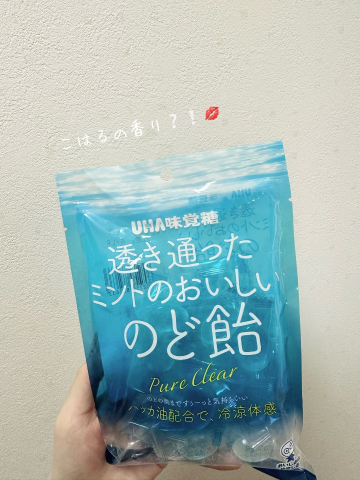 こはるの香り？！💋
UHA味覚糖
透き通った
ミントのおいしい
のど飴
Pure Clear
のどの奥まですぅーっと気持ちいい
ハッカ油配合で、冷涼体感